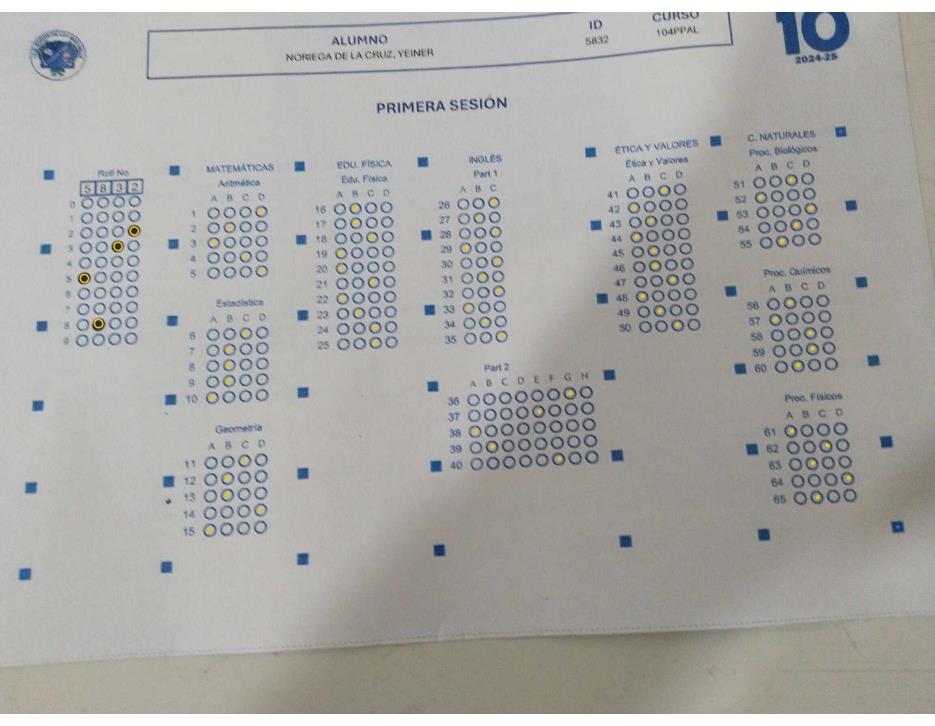 ALUMNO
NORIEGA DE LA CRUZ, YEINER
ID
5832
CURSO
104PPAL
10
2024-25
PRIMERA SESIÓN
Roll No
5 8 3 2
0
1
2
3
4
5
6
7
8
9
MATEMÁTICAS
Aritmética
A B C D
1
2
3
4
5
Estadística
A B C D
6
7
8
9
10
Geometría
A B C D
11
12
13
14
15
EDU. FÍSICA
Edu. Física
A B C D
16
17
18
19
20
21
22
23
24
25
INGLÉS
Part 1
A B C
26
27
28
29
30
31
32
33
34
35
Part 2
A B C D E F G H
36
37
38
39
40
ÉTICA Y VALORES
Ética y Valores
A B C D
41
42
43
44
45
46
47
48
49
50
C. NATURALES
Proc. Biológicos
A B C D
51
52
53
54
55
Proc. Químicos
A B C D
56
57
58
59
60
Proc. Físicos
A B C D
61
62
63
64
65